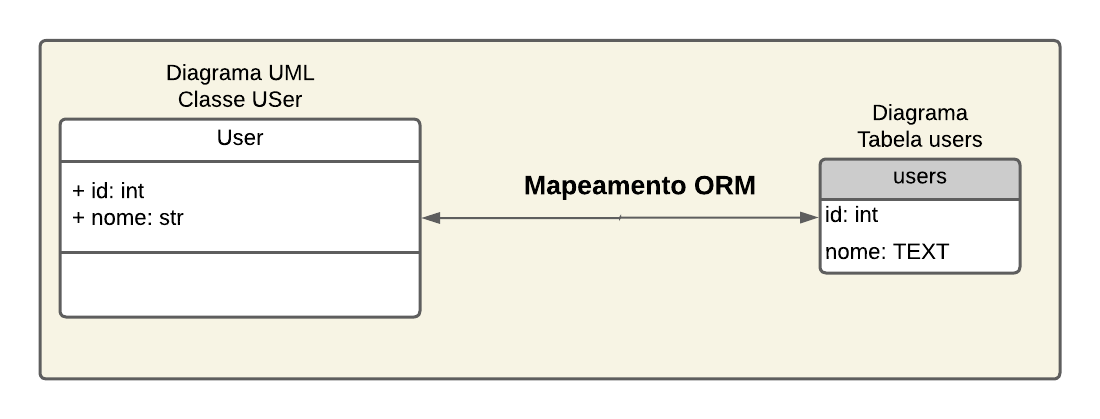 Diagrama UML
Classe USer
User
+ id: int
+ nome: str
Mapeamento ORM
Diagrama
Tabela users
users
id: int
nome: TEXT